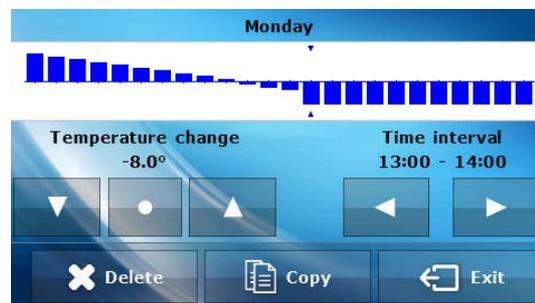 Monday
Temperature change
-8.0°
Time interval
13:00 - 14:00
Delete
Copy
Exit